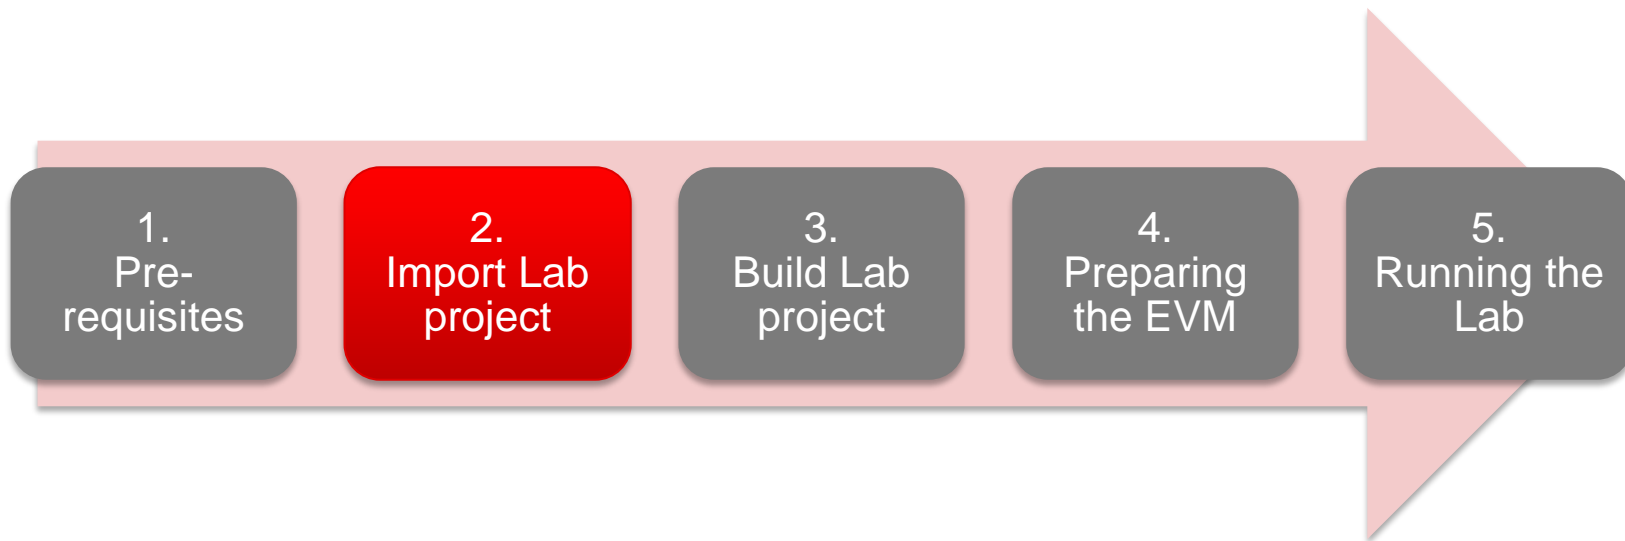 1.
Pre-
requisites
2.
Import Lab
project
3.
Build Lab
project
4.
Preparing
the EVM
5.
Running the
Lab